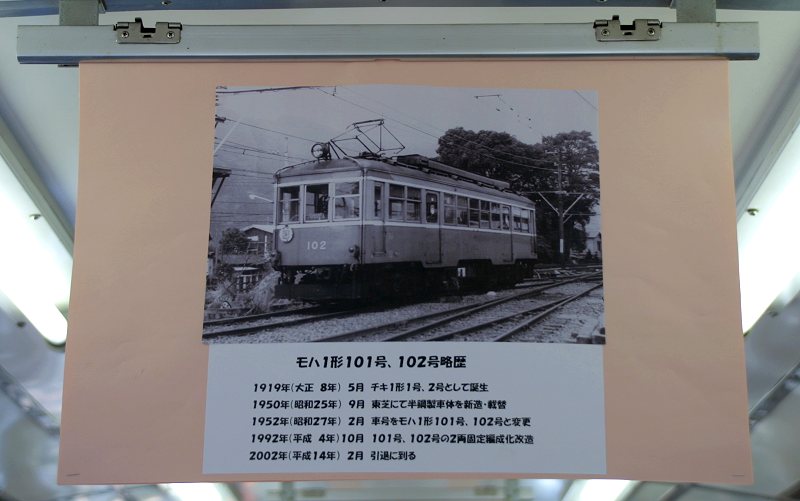 102
モハ1形101号、102号略歴
1919年(大正 8年) 5月 チキ1形1号、2号として誕生
1950年(昭和25年) 9月 東芝にて半鋼製車体を新造・載替
1952年(昭和27年) 2月 車号をモハ1形101号、102号と変更
1992年(平成 4年)10月 101号、102号の2両固定編成化改造
2002年(平成14年) 2月 引退に到る